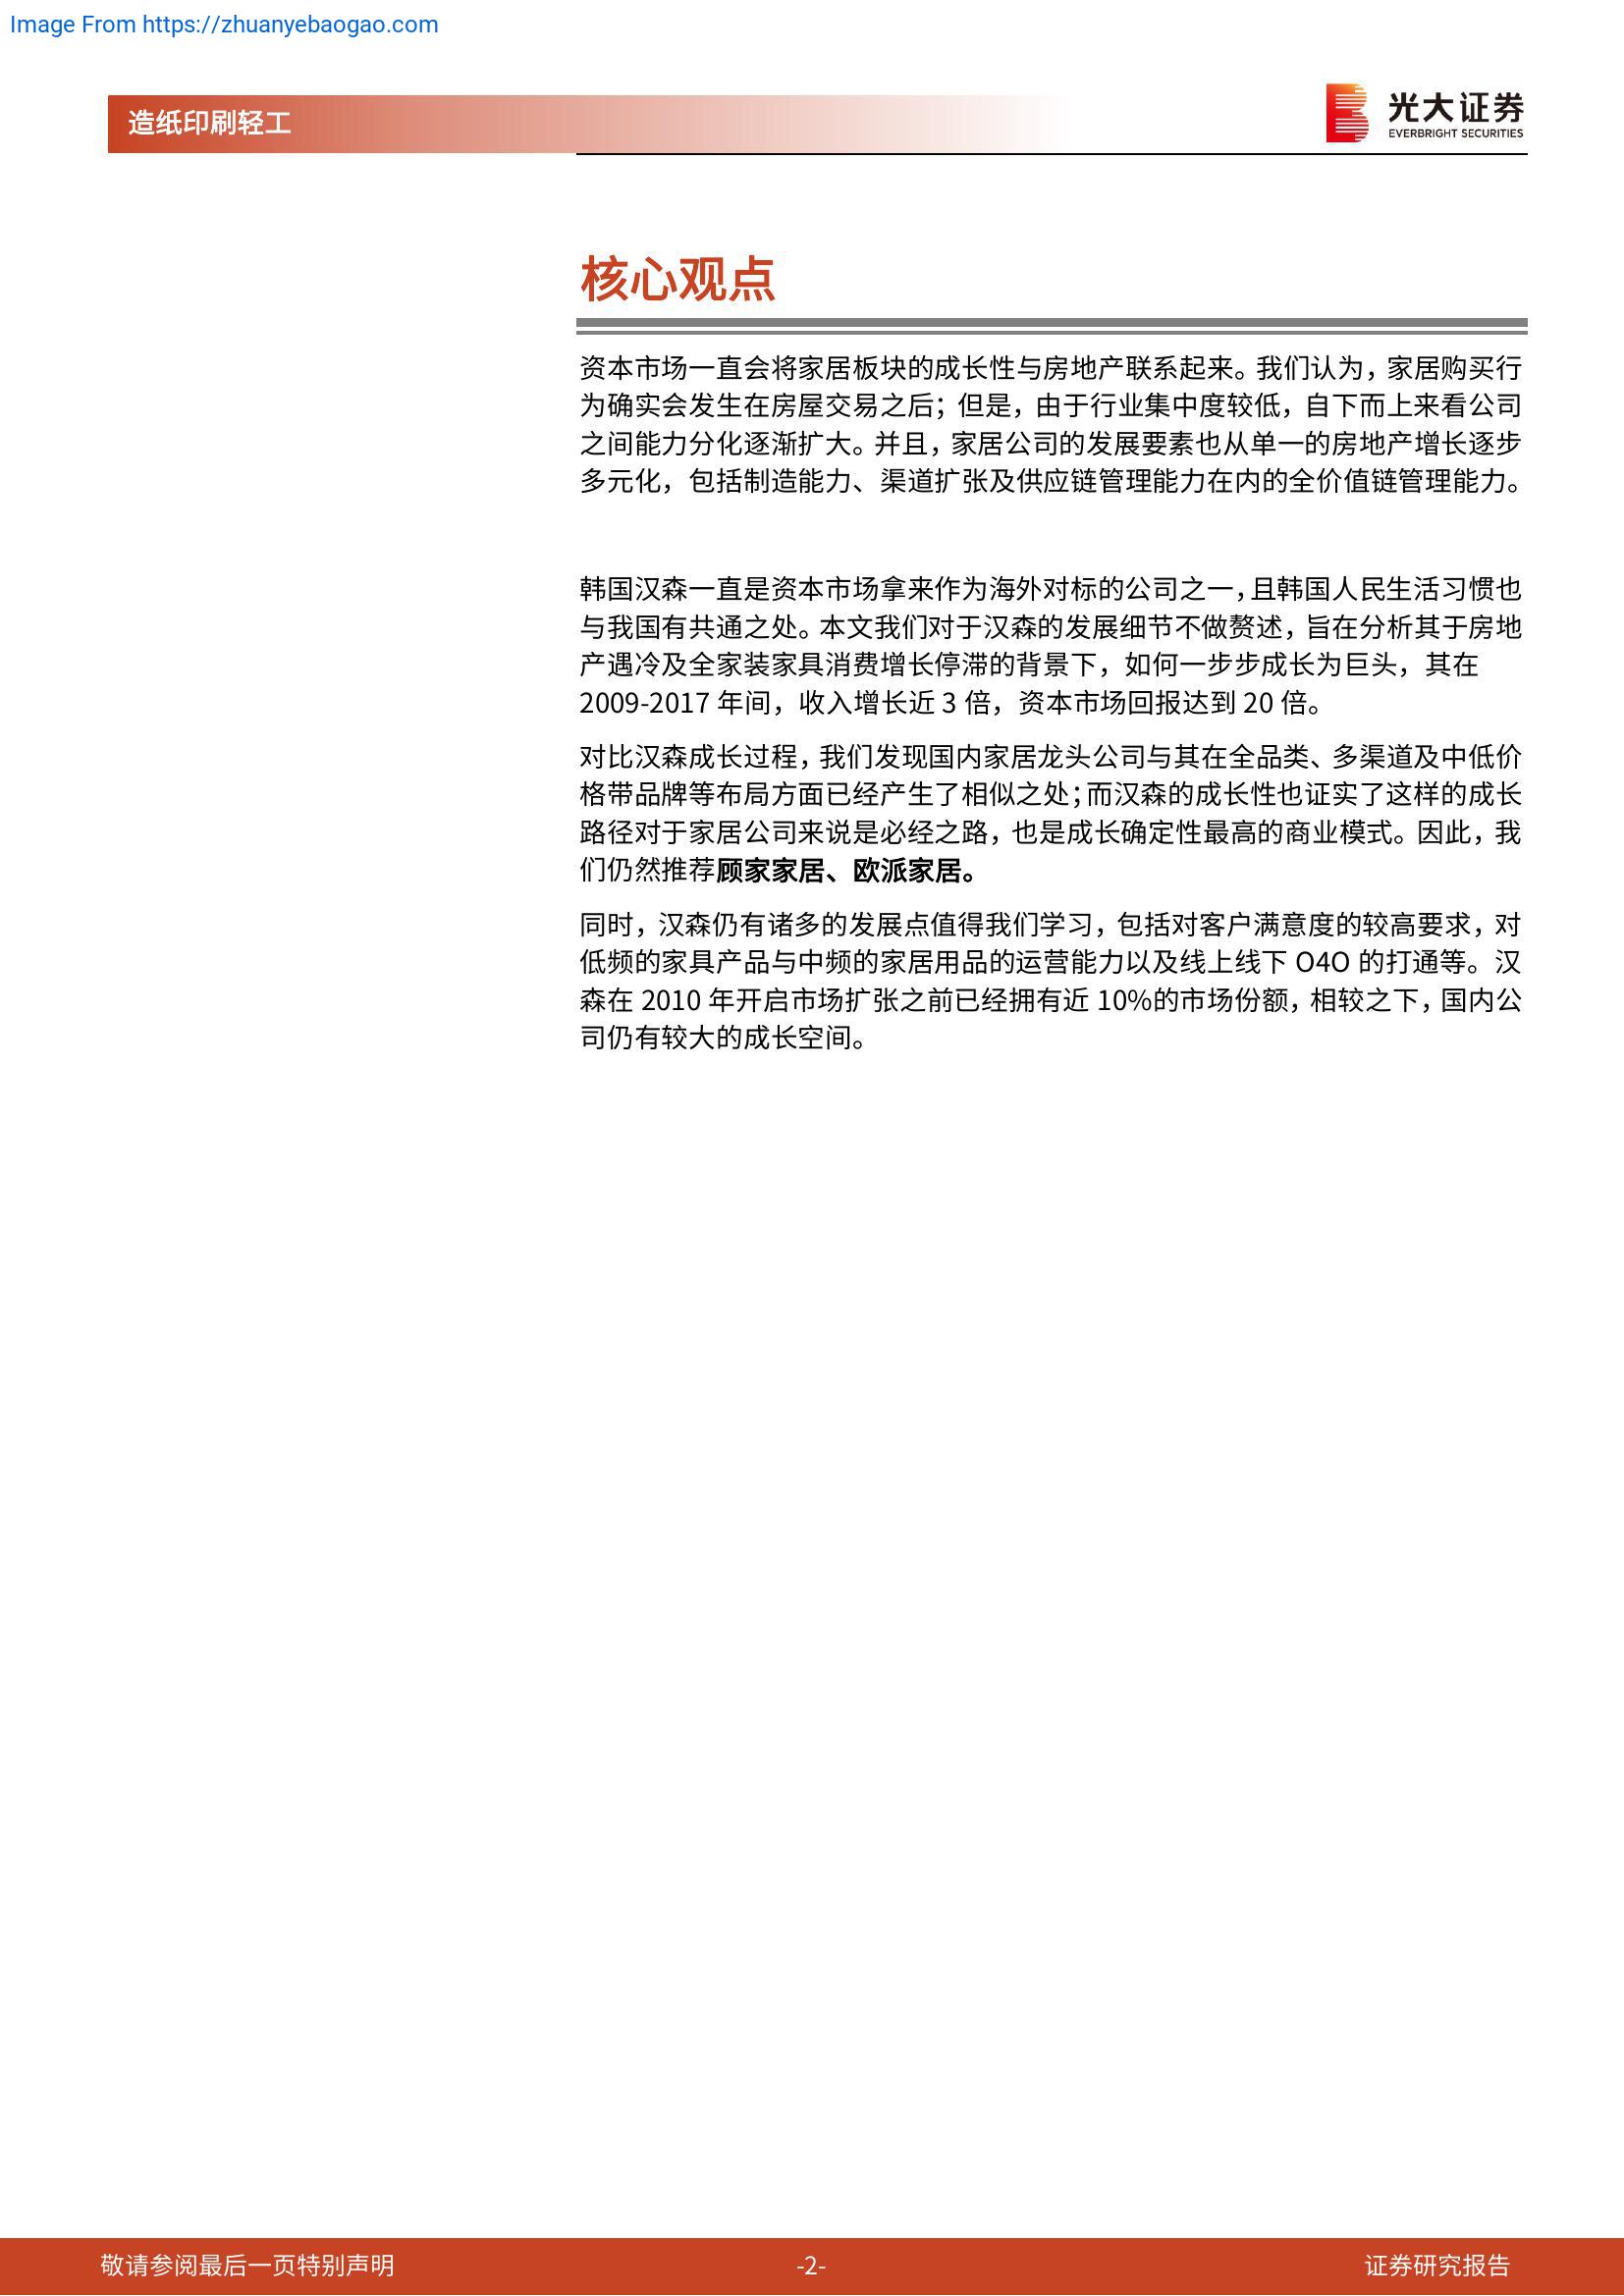 Image From https://zhuanyebaogao.com
造纸印刷轻工
光大证券
EVERBRIGHT SECURITIES
核心观点
资本市场一直会将家居板块的成长性与房地产联系起来。我们认为，家居购买行
为确实会发生在房屋交易之后；但是，由于行业集中度较低，自下而上来看公司
之间能力分化逐渐扩大。并且，家居公司的发展要素也从单一的房地产增长逐步
多元化，包括制造能力、渠道扩张及供应链管理能力在内的全价值链管理能力。
韩国汉森一直是资本市场拿来作为海外对标的公司之一，且韩国人民生活习惯也
与我国有共通之处。本文我们对于汉森的发展细节不做赘述，旨在分析其于房地
产遇冷及全家装家具消费增长停滞的背景下，如何一步步成长为巨头，其在
2009-2017 年间，收入增长近 3 倍，资本市场回报达到 20 倍。
对比汉森成长过程，我们发现国内家居龙头公司与其在全品类、多渠道及中低价
格带品牌等布局方面已经产生了相似之处；而汉森的成长性也证实了这样的成长
路径对于家居公司来说是必经之路，也是成长确定性最高的商业模式。因此，我
们仍然推荐顾家家居、欧派家居。
同时，汉森仍有诸多的发展点值得我们学习，包括对客户满意度的较高要求，对
低频的家具产品与中频的家居用品的运营能力以及线上线下 O4O 的打通等。汉
森在 2010 年开启市场扩张之前已经拥有近 10%的市场份额，相较之下，国内公
司仍有较大的成长空间。
敬请参阅最后一页特别声明
-2-
证券研究报告